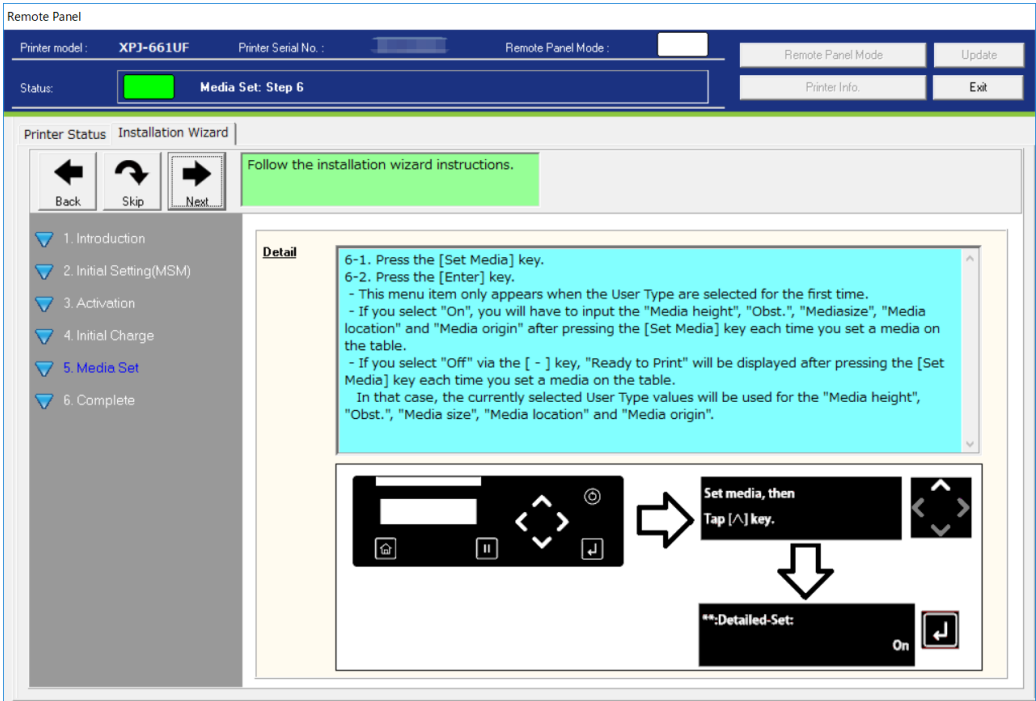 Remote Panel
Printer model : XPJ-661UF Printer Serial No. : Remote Panel Mode :
Remote Panel Mode Update
Status: Media Set: Step 6
Printer Info. Exit
Printer Status Installation Wizard
Follow the installation wizard instructions.
Back Skip Next
1. Introduction
2. Initial Setting(MSM)
3. Activation
4. Initial Charge
5. Media Set
6. Complete
Detail
6-1. Press the [Set Media] key.
6-2. Press the [Enter] key.
- This menu item only appears when the User Type are selected for the first time.
- If you select "On", you will have to input the "Media height", "Obst.", "Mediasize", "Media
location" and "Media origin" after pressing the [Set Media] key each time you set a media on
the table.
- If you select "Off" via the [ - ] key, "Ready to Print" will be displayed after pressing the [Set
Media] key each time you set a media on the table.
In that case, the currently selected User Type values will be used for the "Media height",
"Obst.", "Media size", "Media location" and "Media origin".
Set media, then
Tap [∧] key.
**:Detailed-Set:
On